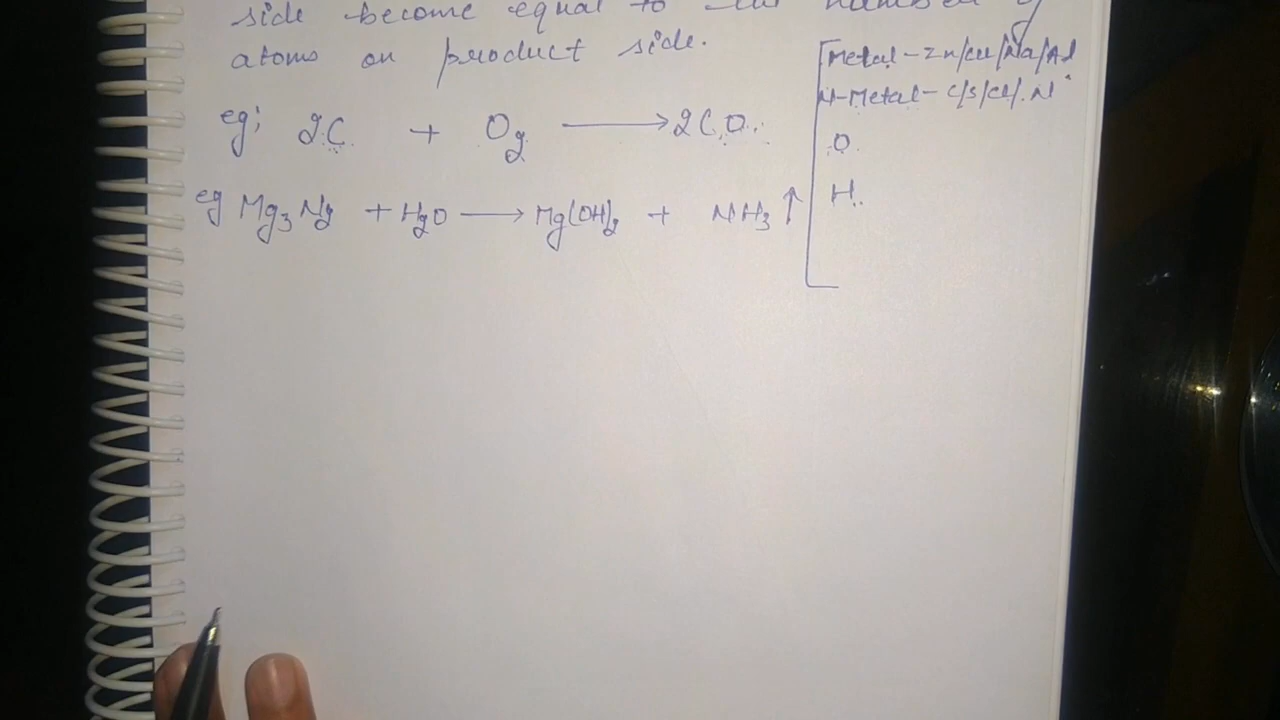 side become equal to number of
atoms on product side.
eg; 2C + O₂ ⟶ 2CO.
eg Mg₃N₂ + H₂O ⟶ Mg(OH)₂ + NH₃ ↑
Metal - Zn/Cu/Na/Al
N-Metal - C/S/Cl/N
O
H